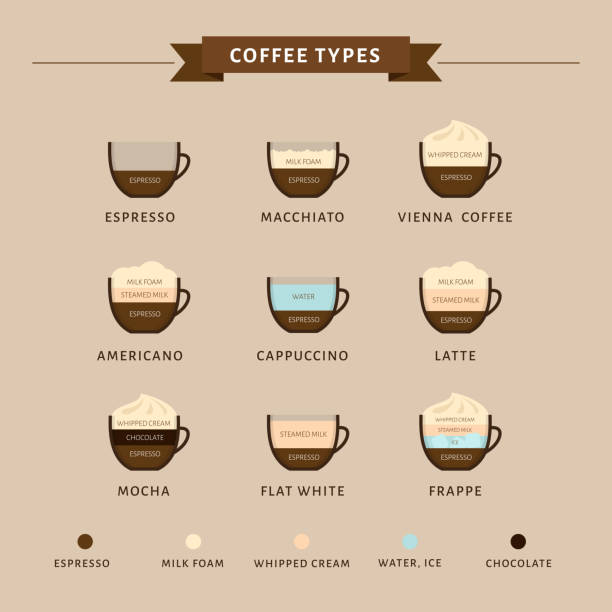 COFFEE TYPES
ESPRESSO
ESPRESSO
MILK FOAM
ESPRESSO
MACCHIATO
WHIPPED CREAM
ESPRESSO
VIENNA COFFEE
MILK FOAM
STEAMED MILK
ESPRESSO
AMERICANO
WATER
ESPRESSO
CAPPUCCINO
MILK FOAM
STEAMED MILK
ESPRESSO
LATTE
WHIPPED CREAM
CHOCOLATE
ESPRESSO
MOCHA
STEAMED MILK
ESPRESSO
FLAT WHITE
WHIPPED CREAM
STEAMED MILK
ICE
ESPRESSO
FRAPPE
ESPRESSO
MILK FOAM
WHIPPED CREAM
WATER, ICE
CHOCOLATE